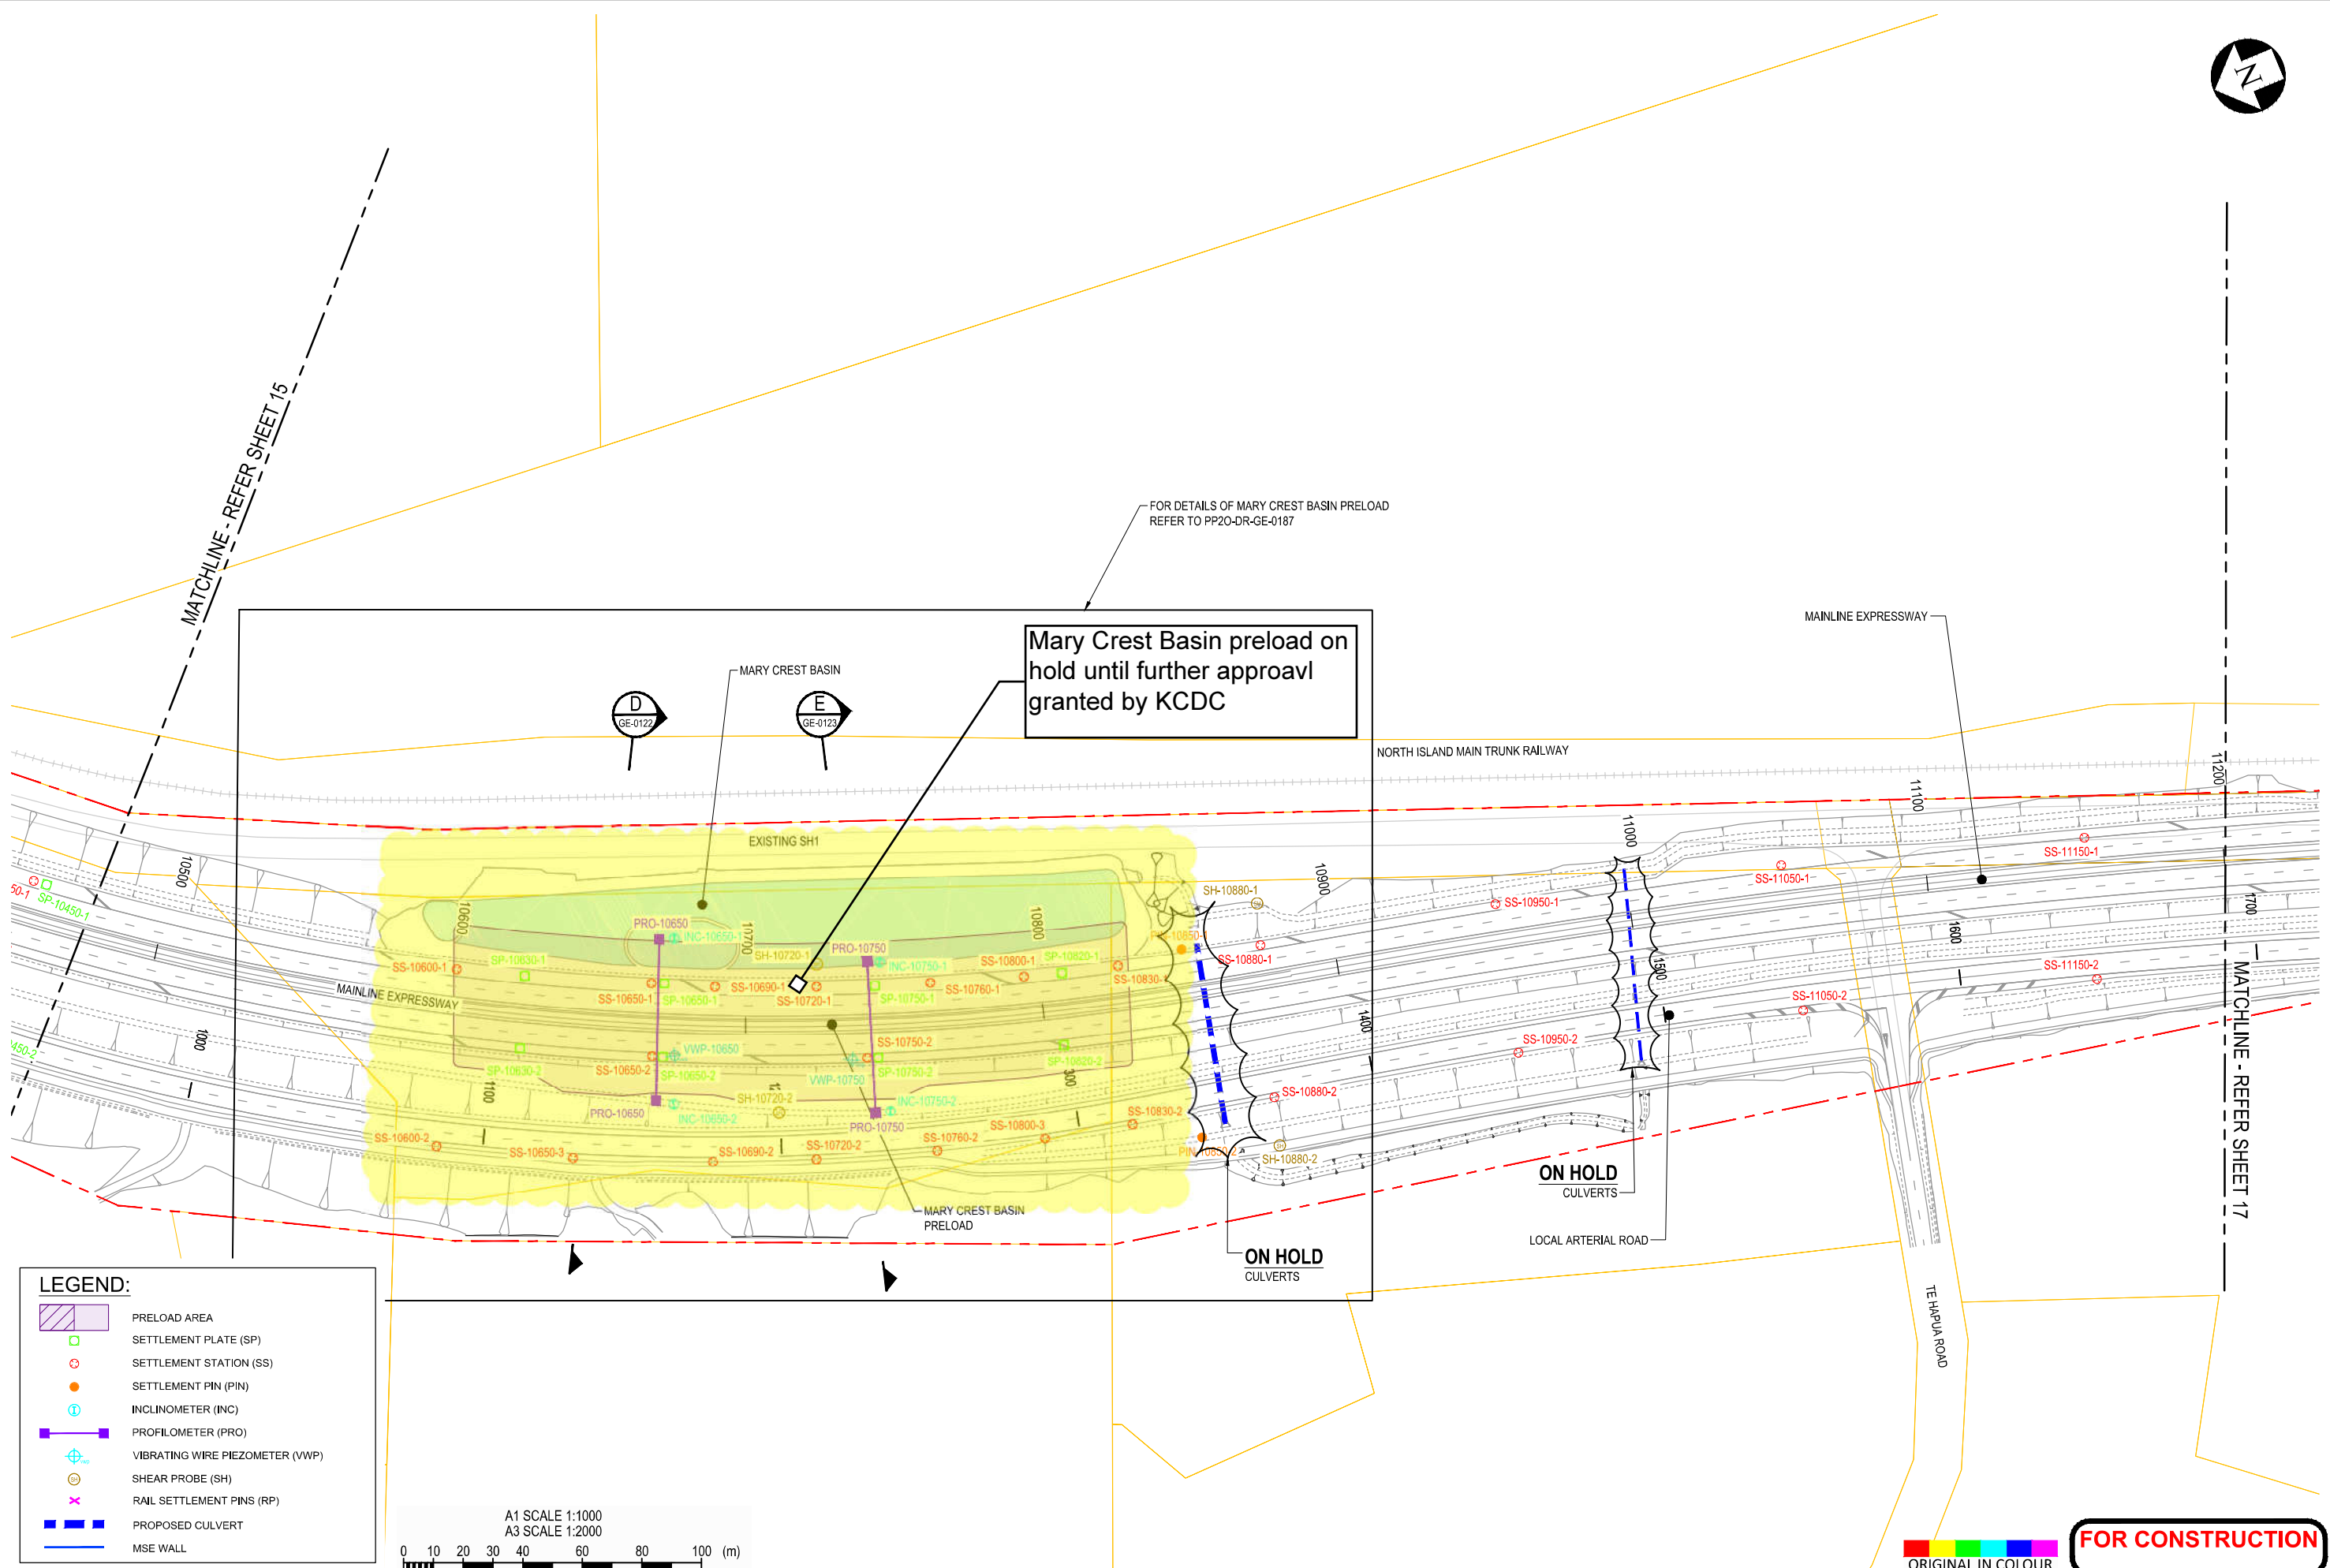 N
MATCHLINE - REFER SHEET 15
FOR DETAILS OF MARY CREST BASIN PRELOAD
REFER TO PP2O-DR-GE-0187
MAINLINE EXPRESSWAY
Mary Crest Basin preload on
hold until further approavl
granted by KCDC
MARY CREST BASIN
D
GE-0122
E
GE-0123
NORTH ISLAND MAIN TRUNK RAILWAY
EXISTING SH1
10500
10600
10700
10800
10900
11000
11100
11200
50-1
SP-10450-1
450-2
1000
1100
300
1400
1500
1600
1700
PRO-10650
INC-10650-1
SH-10720-1
PRO-10750
INC-10750-1
SS-10600-1
SP-10630-1
SS-10650-1
SP-10650-1
SS-10690-1
SS-10720-1
SP-10750-1
SS-10760-1
SS-10800-1
SP-10820-1
SS-10830-1
PIN-10850-1
SH-10880-1
SS-10880-1
SS-10950-1
SS-11050-1
SS-11150-1
MAINLINE EXPRESSWAY
SP-10630-2
SS-10650-2
VWP-10650
SP-10650-2
SS-10750-2
VWP-10750
SP-10750-2
SP-10820-2
PRO-10650
INC-10650-2
SH-10720-2
INC-10750-2
PRO-10750
SS-10600-2
SS-10650-3
SS-10690-2
SS-10720-2
SS-10760-2
SS-10800-3
SS-10830-2
PIN-10850-2
SH-10880-2
SS-10880-2
SS-10950-2
SS-11050-2
SS-11150-2
MARY CREST BASIN
PRELOAD
ON HOLD
CULVERTS
ON HOLD
CULVERTS
LOCAL ARTERIAL ROAD
TE HAPUA ROAD
MATCHLINE - REFER SHEET 17
LEGEND:
PRELOAD AREA
SETTLEMENT PLATE (SP)
SETTLEMENT STATION (SS)
SETTLEMENT PIN (PIN)
INCLINOMETER (INC)
PROFILOMETER (PRO)
VIBRATING WIRE PIEZOMETER (VWP)
SHEAR PROBE (SH)
RAIL SETTLEMENT PINS (RP)
PROPOSED CULVERT
MSE WALL
A1 SCALE 1:1000
A3 SCALE 1:2000
0 10 20 30 40 60 80 100 (m)
ORIGINAL IN COLOUR
FOR CONSTRUCTION